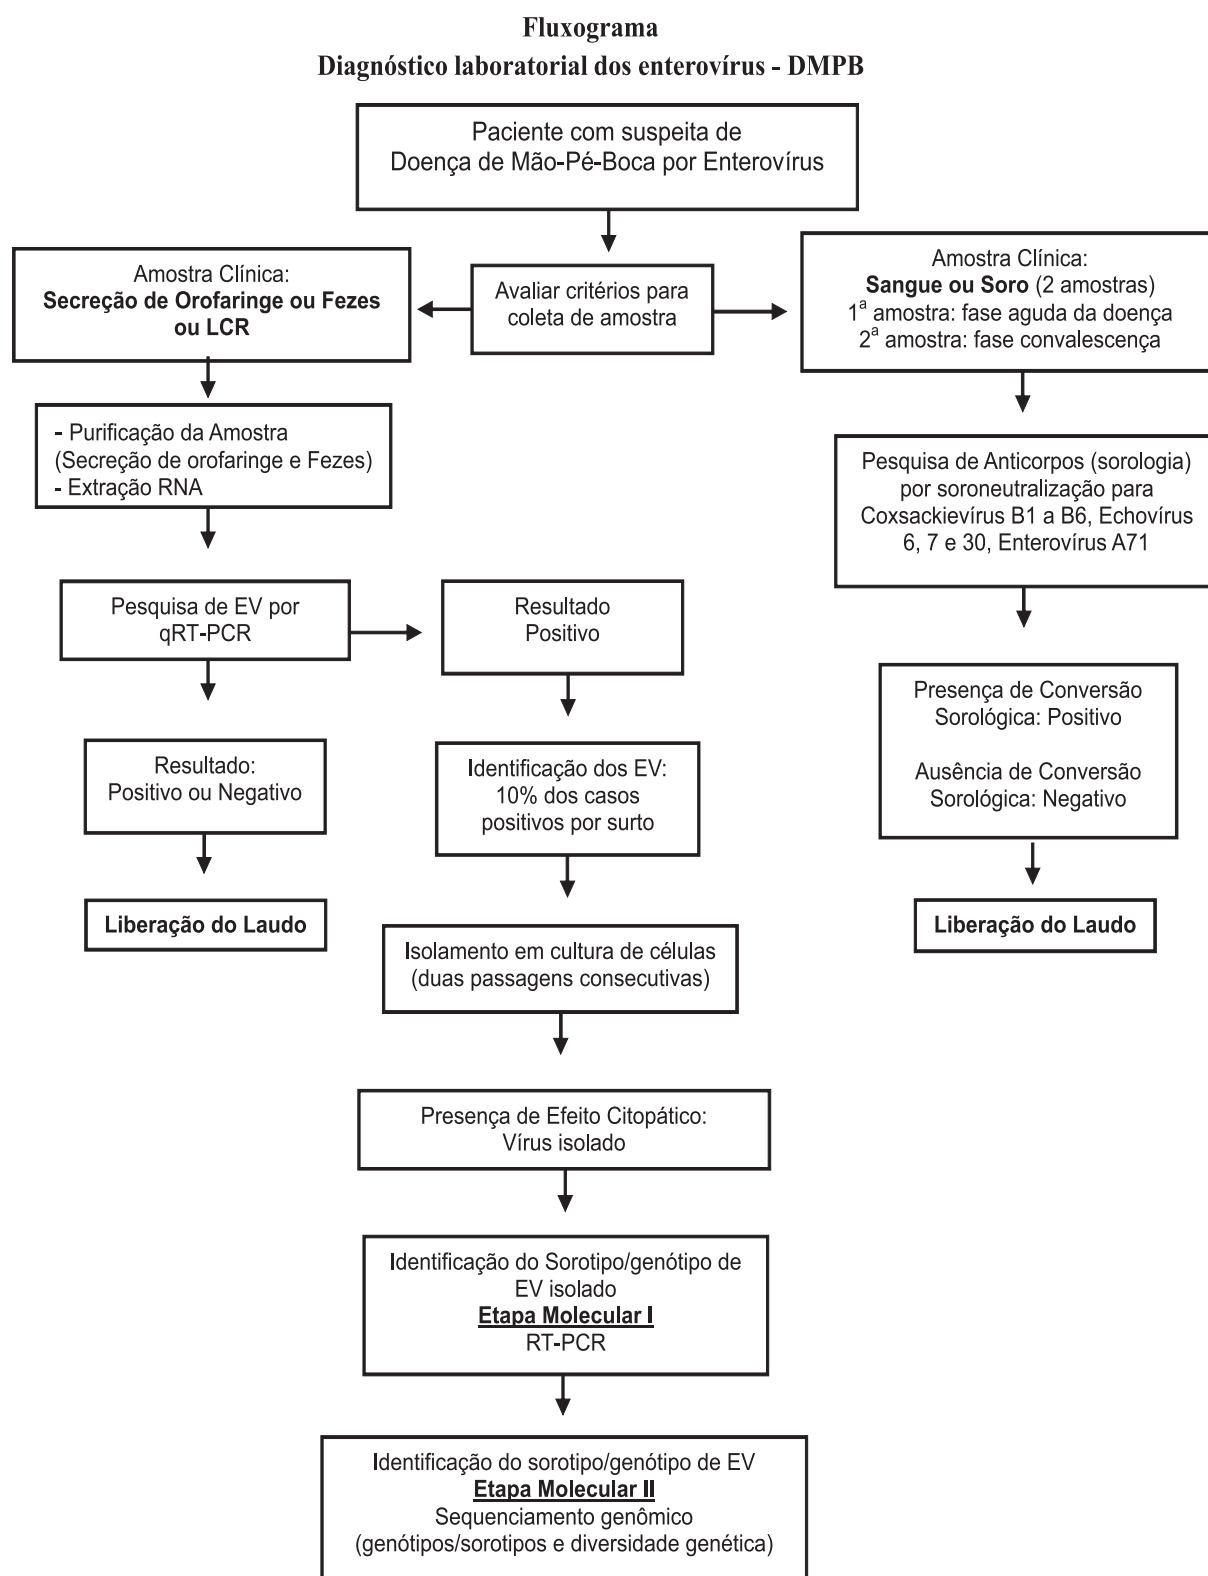 Fluxograma
Diagnóstico laboratorial dos enterovírus - DMPB
Paciente com suspeita de
Doença de Mão-Pé-Boca por Enterovírus
Amostra Clínica:
Secreção de Orofaringe ou Fezes
ou LCR
Avaliar critérios para
coleta de amostra
Amostra Clínica:
Sangue ou Soro (2 amostras)
1ª amostra: fase aguda da doença
2ª amostra: fase convalescença
- Purificação da Amostra
(Secreção de orofaringe e Fezes)
- Extração RNA
Pesquisa de Anticorpos (sorologia)
por soroneutralização para
Coxsackievírus B1 a B6, Echovírus
6, 7 e 30, Enterovírus A71
Pesquisa de EV por
qRT-PCR
Resultado
Positivo
Presença de Conversão
Sorológica: Positivo
Ausência de Conversão
Sorológica: Negativo
Resultado:
Positivo ou Negativo
Identificação dos EV:
10% dos casos
positivos por surto
Liberação do Laudo
Liberação do Laudo
Isolamento em cultura de células
(duas passagens consecutivas)
Presença de Efeito Citopático:
Vírus isolado
Identificação do Sorotipo/genótipo de
EV isolado
Etapa Molecular I
RT-PCR
Identificação do sorotipo/genótipo de EV
Etapa Molecular II
Sequenciamento genômico
(genótipos/sorotipos e diversidade genética)